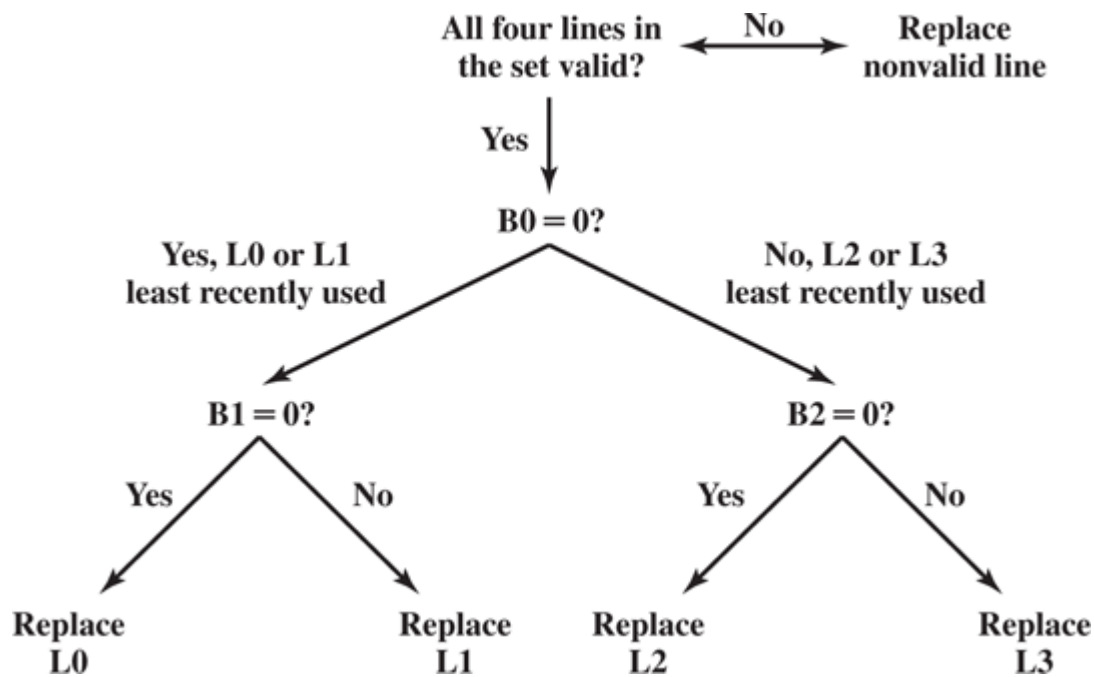 All four lines in
the set valid?
No
Replace
nonvalid line
Yes
B0 = 0?
Yes, L0 or L1
least recently used
No, L2 or L3
least recently used
B1 = 0?
B2 = 0?
Yes
No
Yes
No
Replace
L0
Replace
L1
Replace
L2
Replace
L3